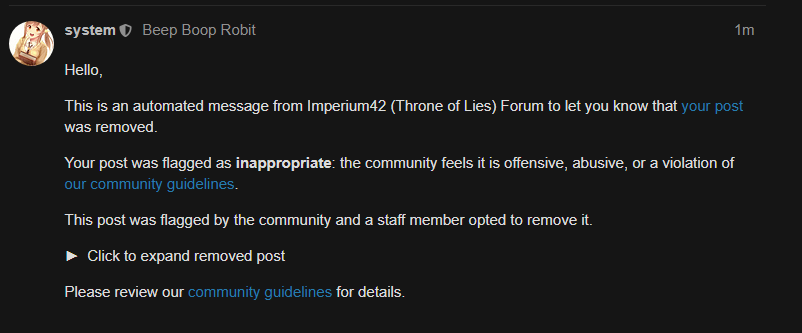 system Beep Boop Robit 1m
Hello,
This is an automated message from Imperium42 (Throne of Lies) Forum to let you know that your post
was removed.
Your post was flagged as inappropriate: the community feels it is offensive, abusive, or a violation of
our community guidelines.
This post was flagged by the community and a staff member opted to remove it.
► Click to expand removed post
Please review our community guidelines for details.